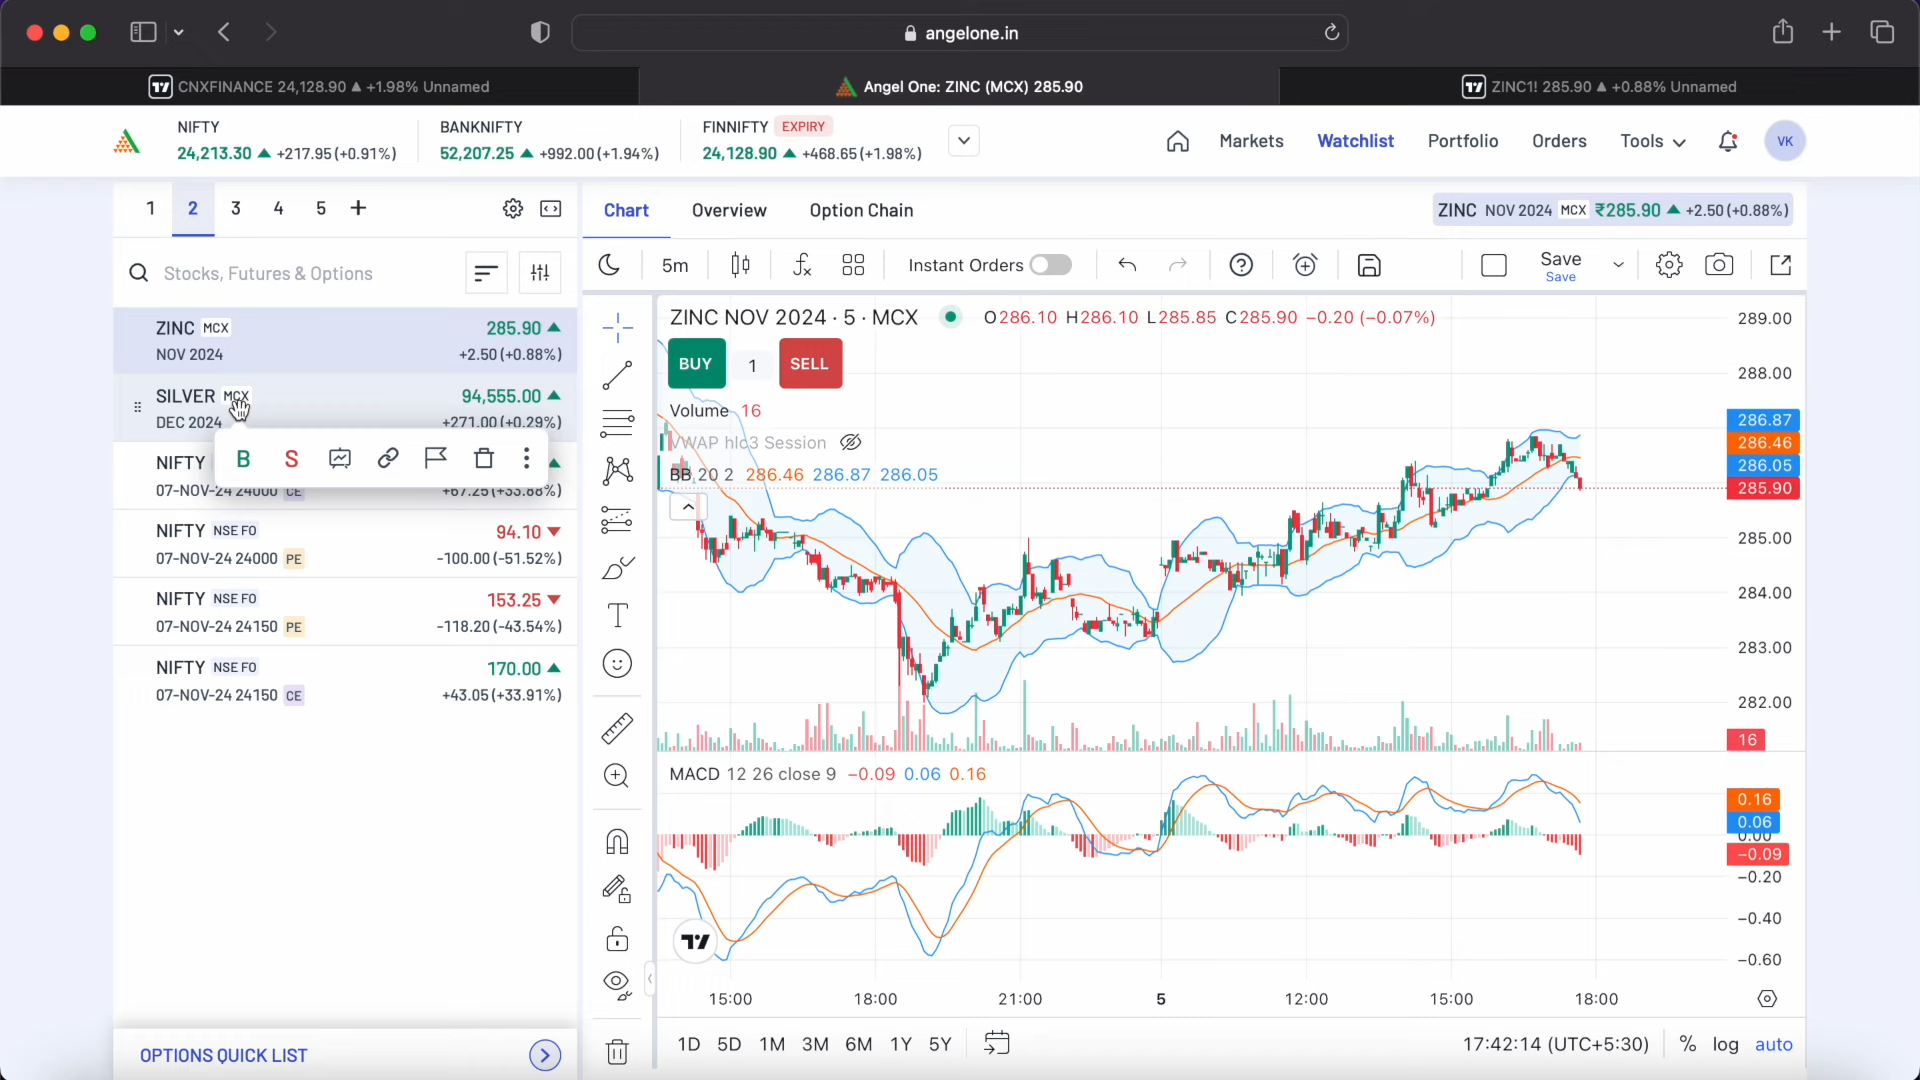 angelone.in
CNXFINANCE 24,128.90 ▲ +1.98% Unnamed
Angel One: ZINC (MCX) 285.90
ZINC1! 285.90 ▲ +0.88% Unnamed
NIFTY
24,213.30 ▲ +217.95 (+0.91%)
BANKNIFTY
52,207.25 ▲ +992.00 (+1.94%)
FINNIFTY EXPIRY
24,128.90 ▲ +468.65 (+1.98%)
Markets
Watchlist
Portfolio
Orders
Tools
VK
1 2 3 4 5 +
Chart Overview Option Chain
ZINC NOV 2024 MCX ₹285.90 ▲ +2.50 (+0.88%)
Stocks, Futures & Options
5m
Instant Orders
Save
Save
ZINC MCX 285.90 ▲
NOV 2024 +2.50 (+0.88%)
SILVER MCX 94,555.00 ▲
DEC 2024 +271.00 (+0.29%)
B S
NIFTY ▲
07-NOV-24 24000 CE +67.25 (+33.88%)
NIFTY NSE FO 94.10 ▼
07-NOV-24 24000 PE -100.00 (-51.52%)
NIFTY NSE FO 153.25 ▼
07-NOV-24 24150 PE -118.20 (-43.54%)
NIFTY NSE FO 170.00 ▲
07-NOV-24 24150 CE +43.05 (+33.91%)
OPTIONS QUICK LIST
ZINC NOV 2024 · 5 · MCX O286.10 H286.10 L285.85 C285.90 −0.20 (−0.07%)
BUY 1 SELL
Volume 16
VWAP hlc3 Session
BB 20 2 286.46 286.87 286.05
289.00
288.00
286.87
286.46
286.05
285.90
285.00
284.00
283.00
282.00
16
MACD 12 26 close 9 −0.09 0.06 0.16
0.16
0.06
0.00
−0.09
−0.20
−0.40
−0.60
15:00 18:00 21:00 5 12:00 15:00 18:00
1D 5D 1M 3M 6M 1Y 5Y
17:42:14 (UTC+5:30) % log auto